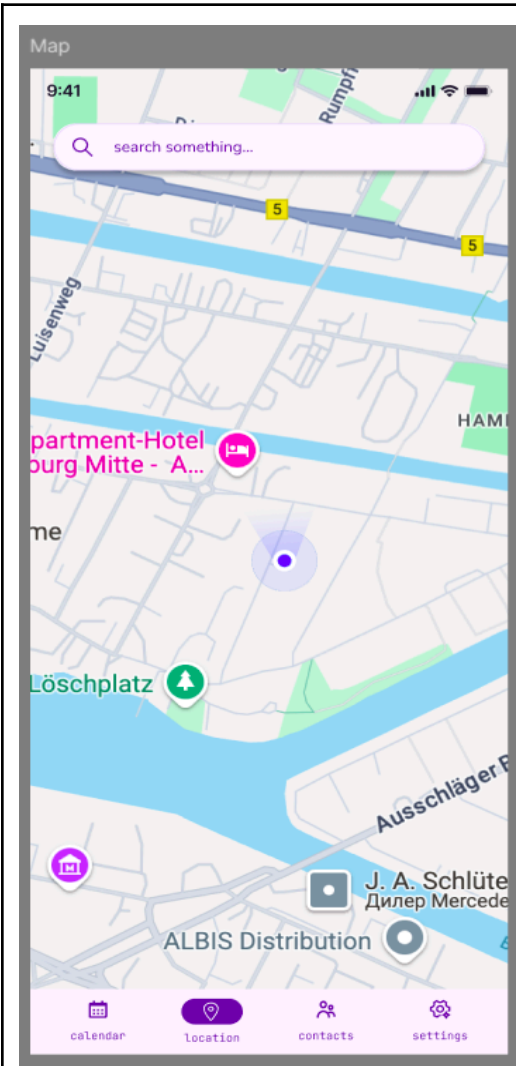 Map
9:41
Rumpf
search something...
5
5
Luisenweg
HAM
partment-Hotel
burg Mitte - A...
me
Löschplatz
Ausschläger
J. A. Schlüte
Дилер Mercede
ALBIS Distribution
calendar
location
contacts
settings